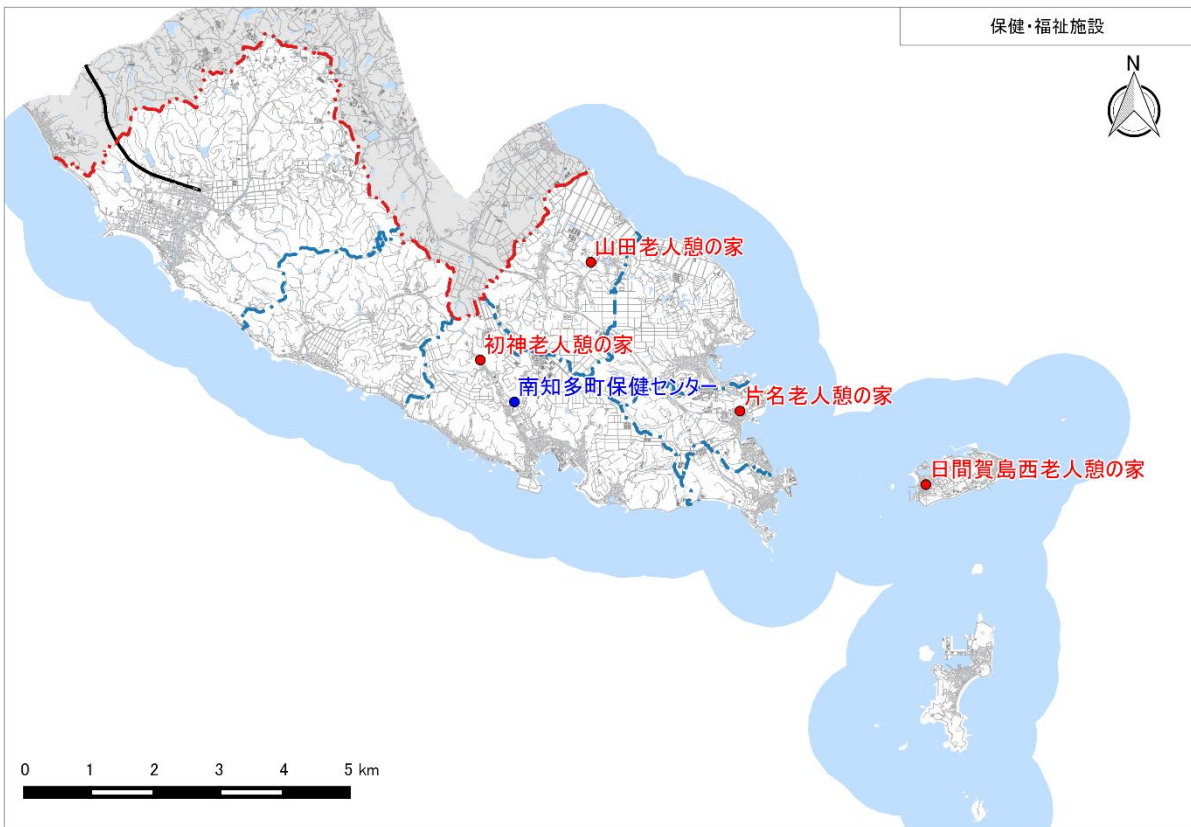 保健・福祉施設
N
山田老人憩の家
初神老人憩の家
南知多町保健センター
片名老人憩の家
日間賀島西老人憩の家
0 1 2 3 4 5 km